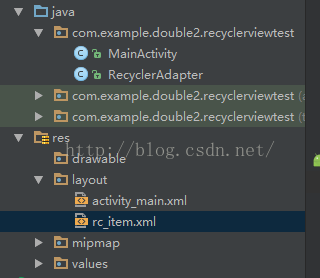 java
com.example.double2.recyclerviewtest
MainActivity
RecyclerAdapter
com.example.double2.recyclerviewtest (
com.example.double2.recyclerviewtest (
res
http://blog.csdn.net/
drawable
layout
activity_main.xml
rc_item.xml
mipmap
values